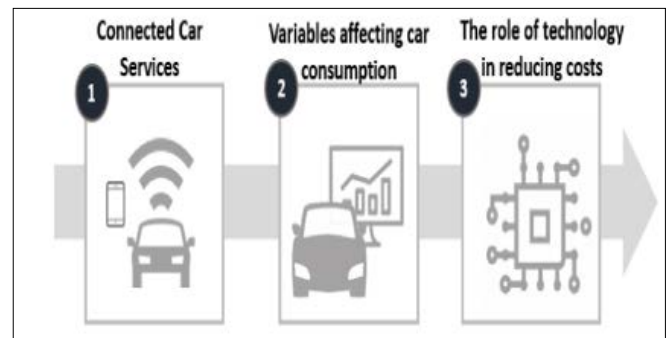 Connected Car
Services
1
Variables affecting car
consumption
2
The role of technology
in reducing costs
3